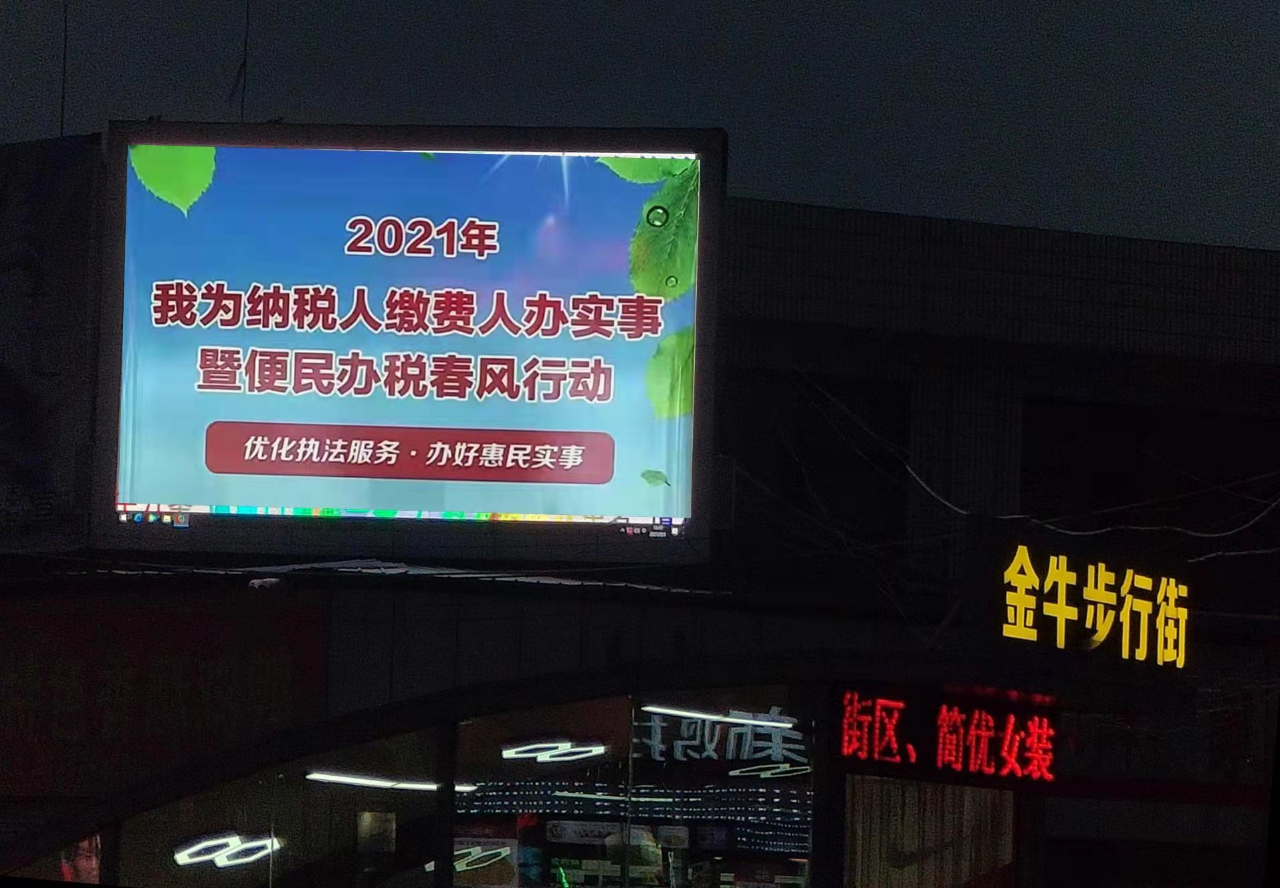 2021年
我为纳税人缴费人办实事
暨便民办税春风行动
优化执法服务·办好惠民实事
金牛步行街
街区、简优女装